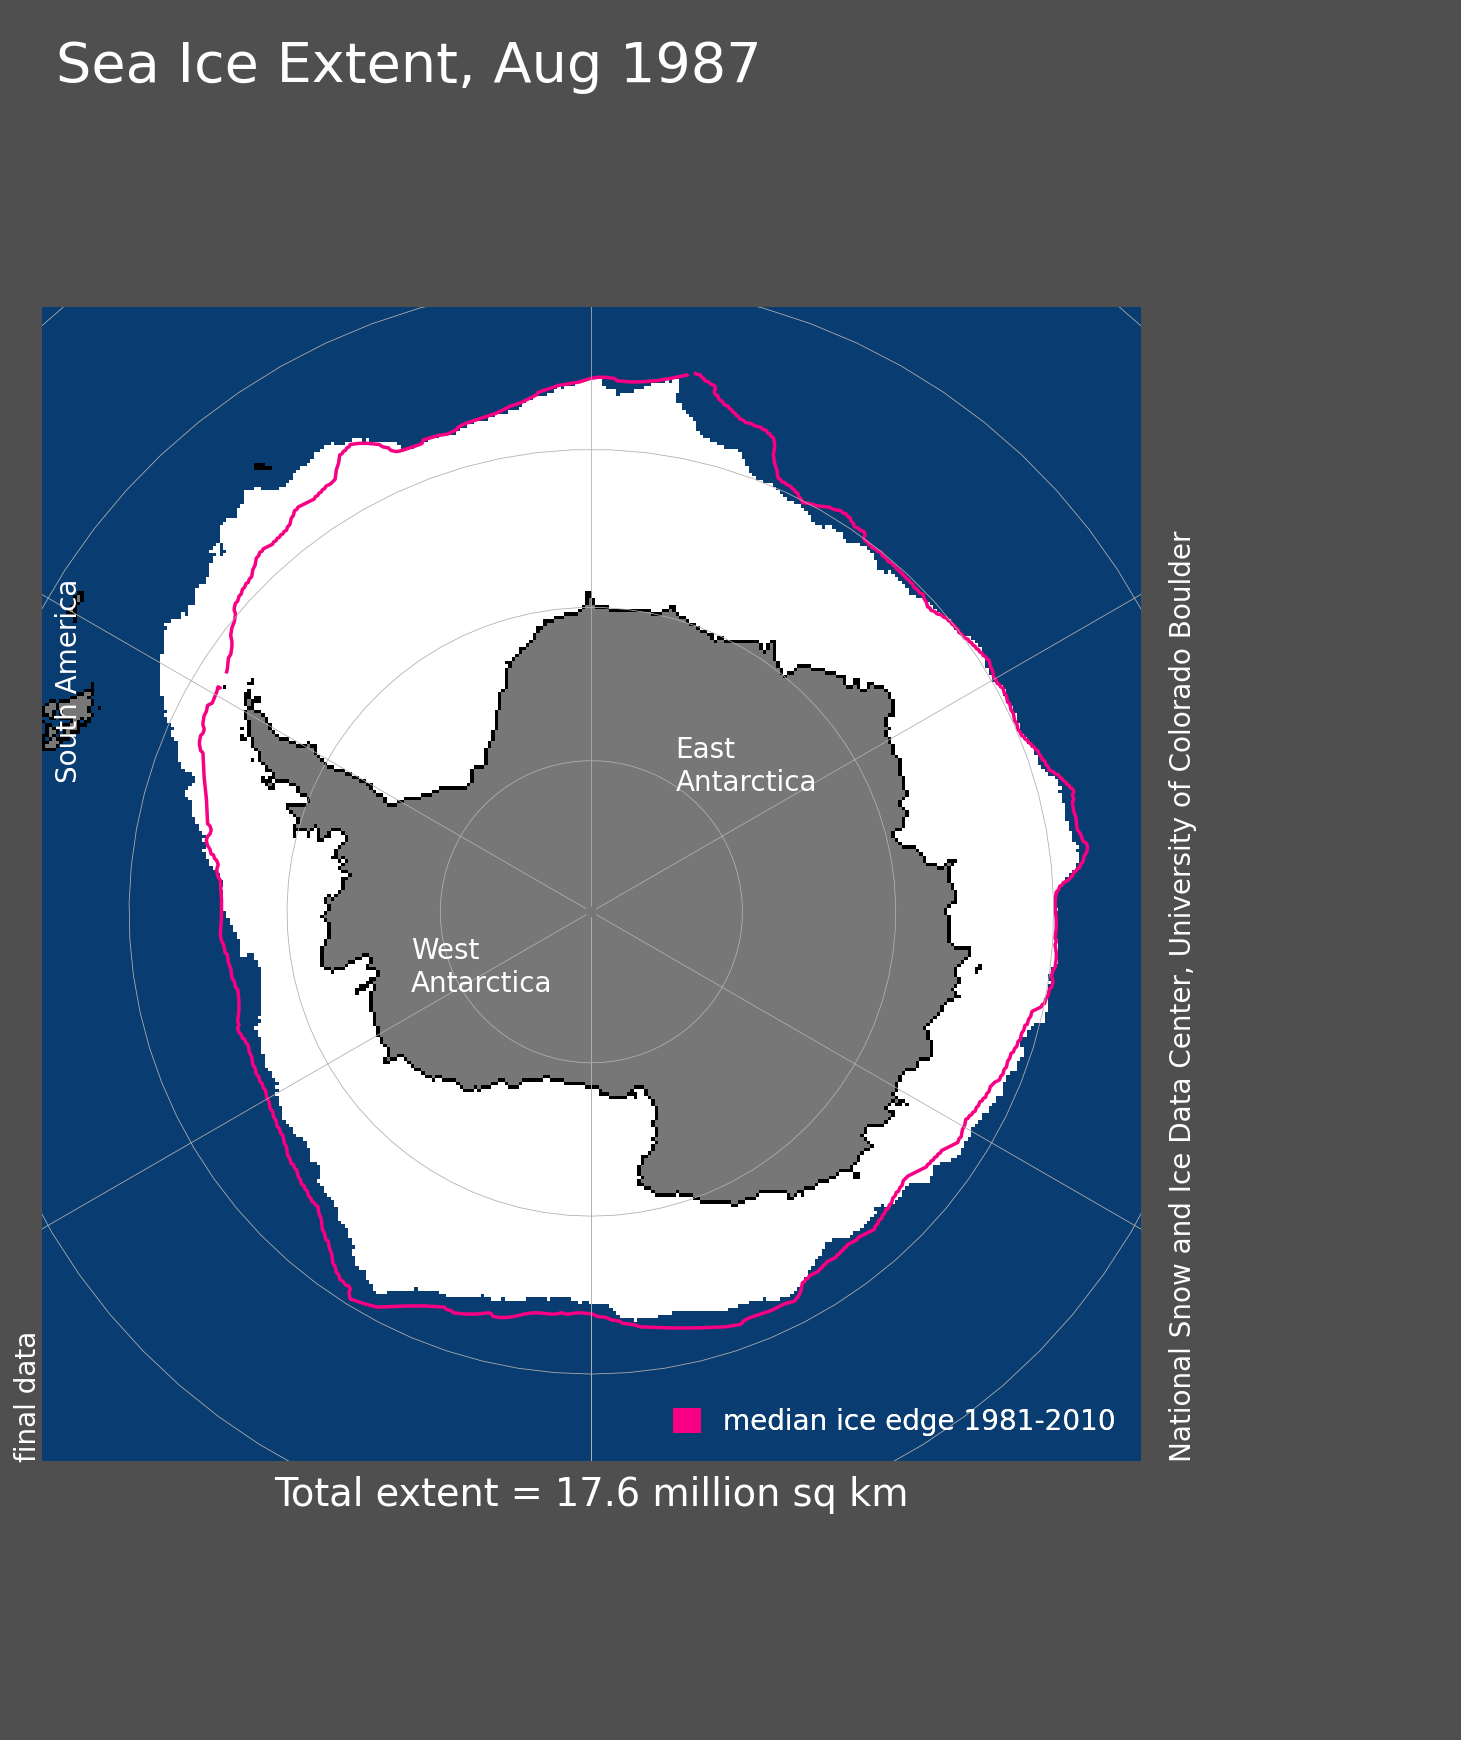 Sea Ice Extent, Aug 1987
South America
East
Antarctica
West
Antarctica
National Snow and Ice Data Center, University of Colorado Boulder
final data
median ice edge 1981-2010
Total extent = 17.6 million sq km